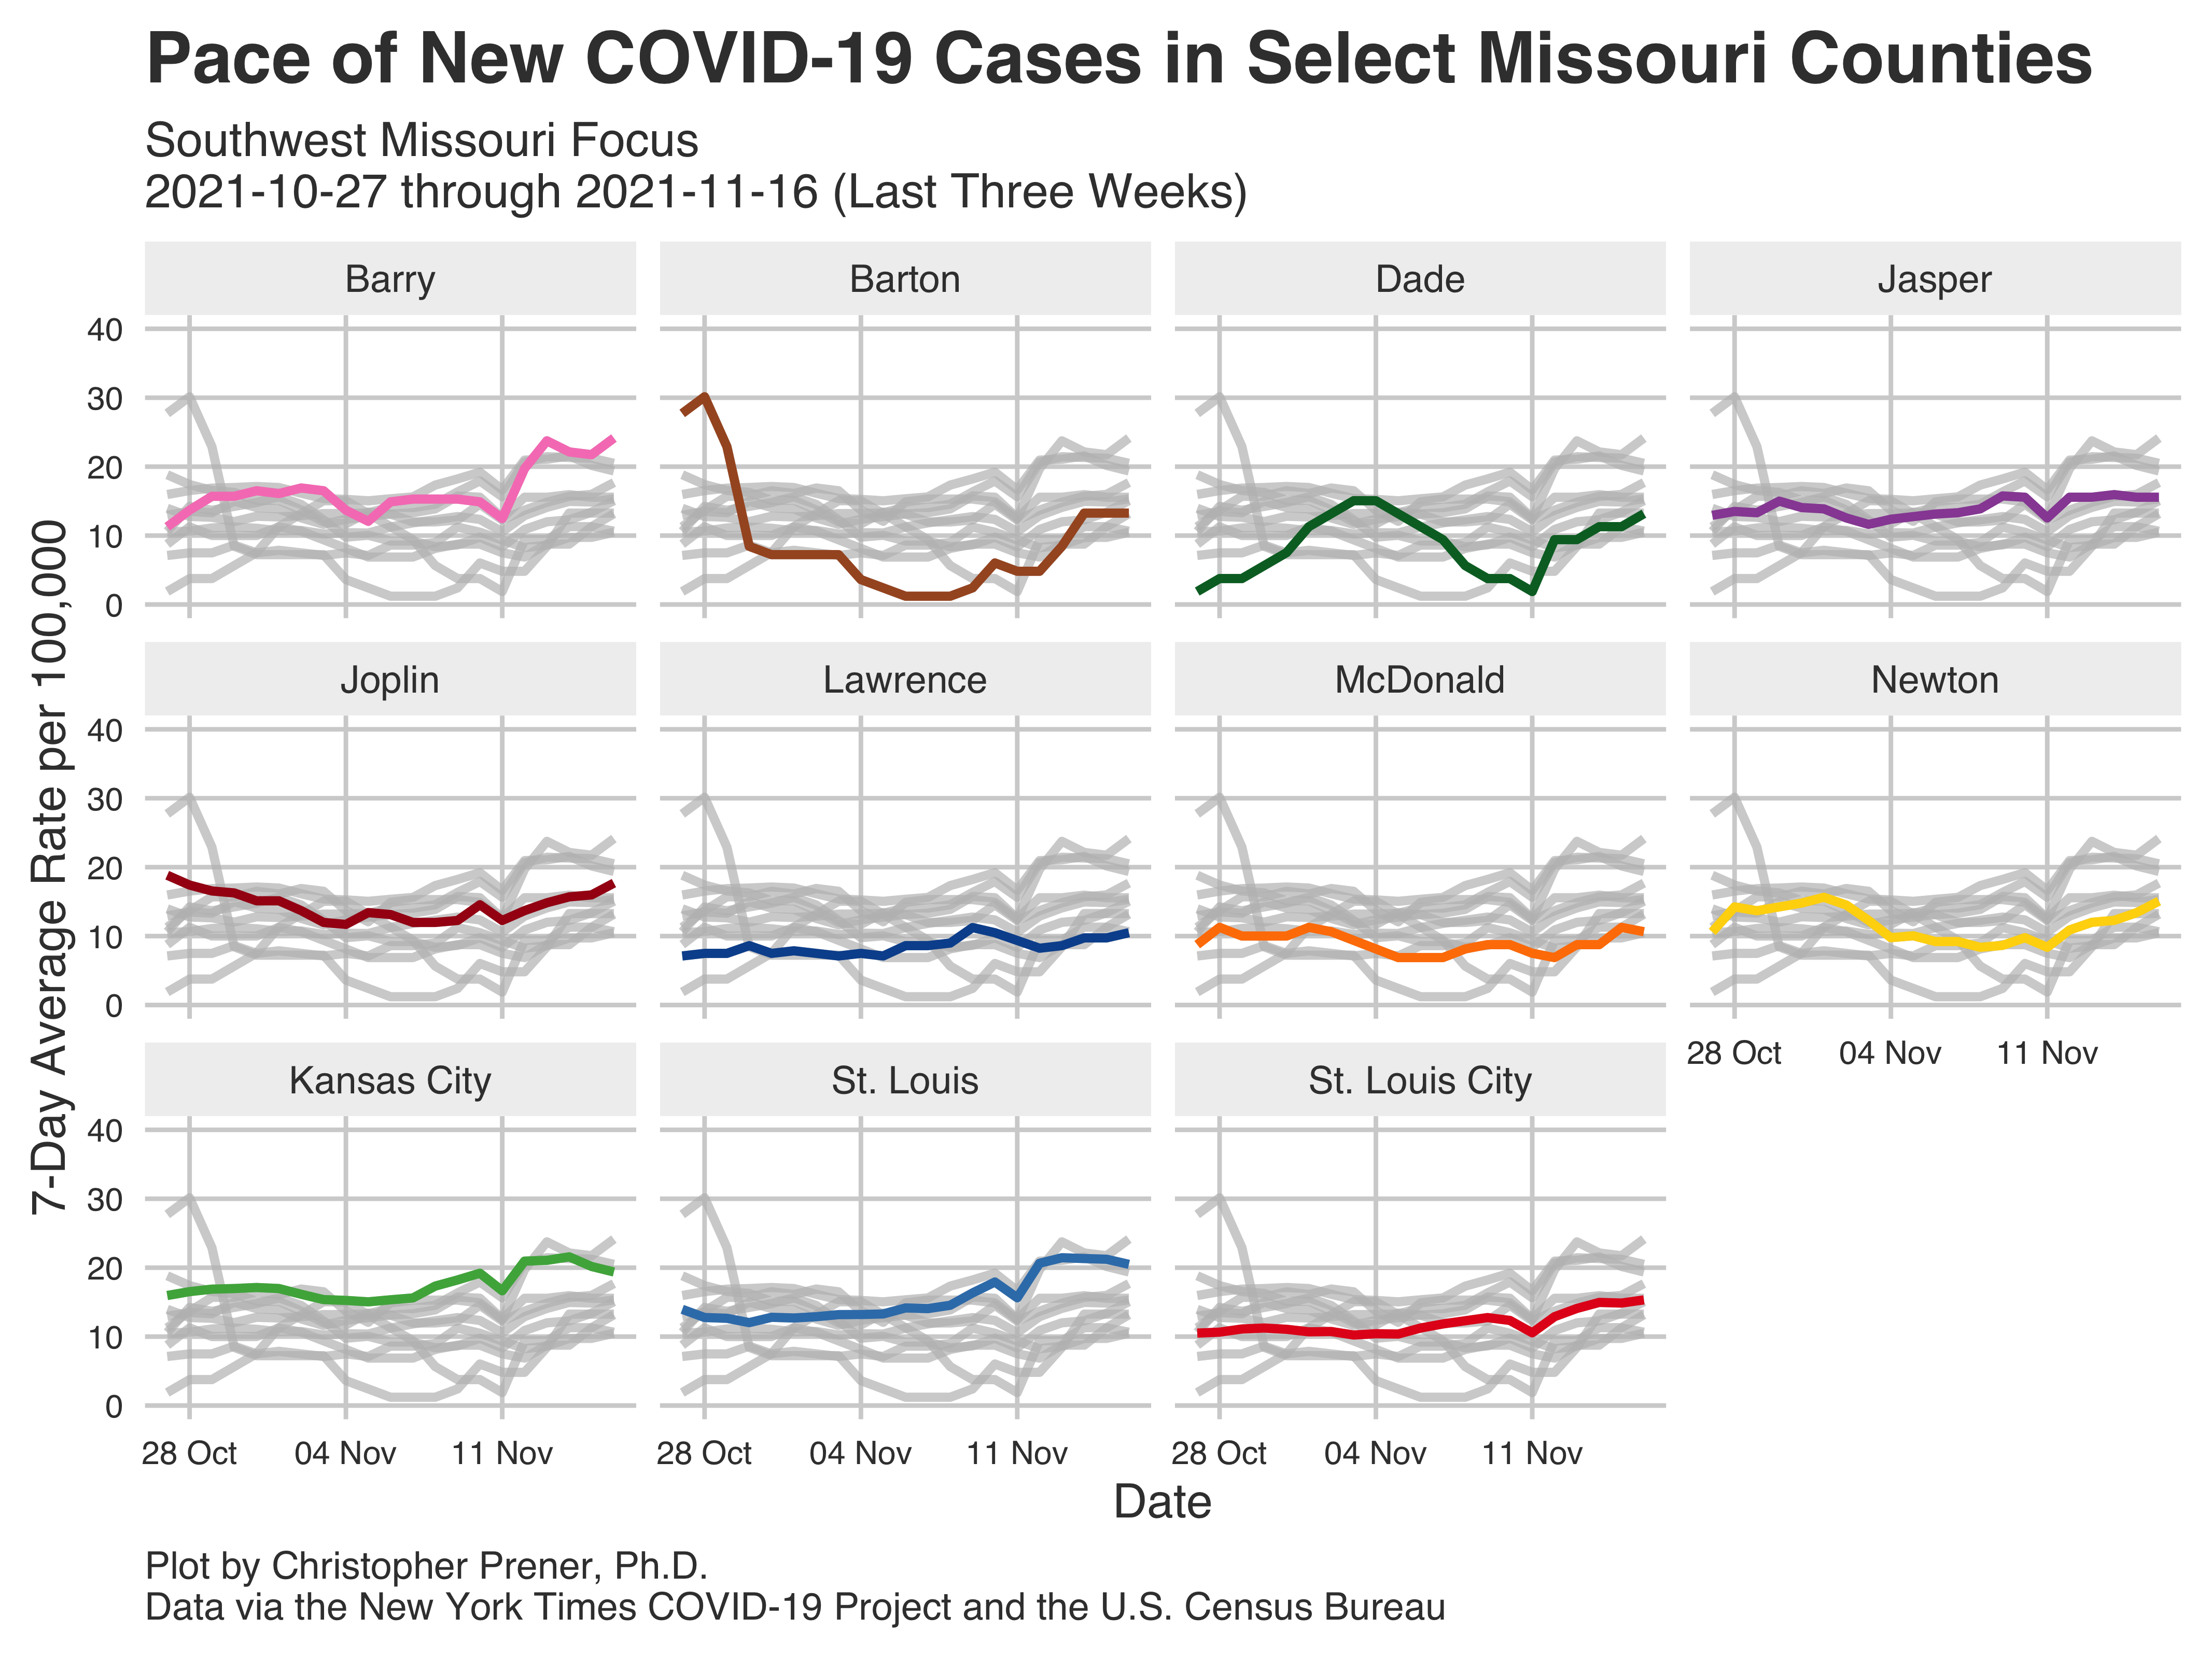 Pace of New COVID-19 Cases in Select Missouri Counties
Southwest Missouri Focus
2021-10-27 through 2021-11-16 (Last Three Weeks)
Barry
Barton
Dade
Jasper
40
30
20
10
0
Joplin
Lawrence
McDonald
Newton
40
30
20
10
0
28 Oct 04 Nov 11 Nov
Kansas City
St. Louis
St. Louis City
40
30
20
10
0
28 Oct 04 Nov 11 Nov
28 Oct 04 Nov 11 Nov
28 Oct 04 Nov 11 Nov
7-Day Average Rate per 100,000
Date
Plot by Christopher Prener, Ph.D.
Data via the New York Times COVID-19 Project and the U.S. Census Bureau